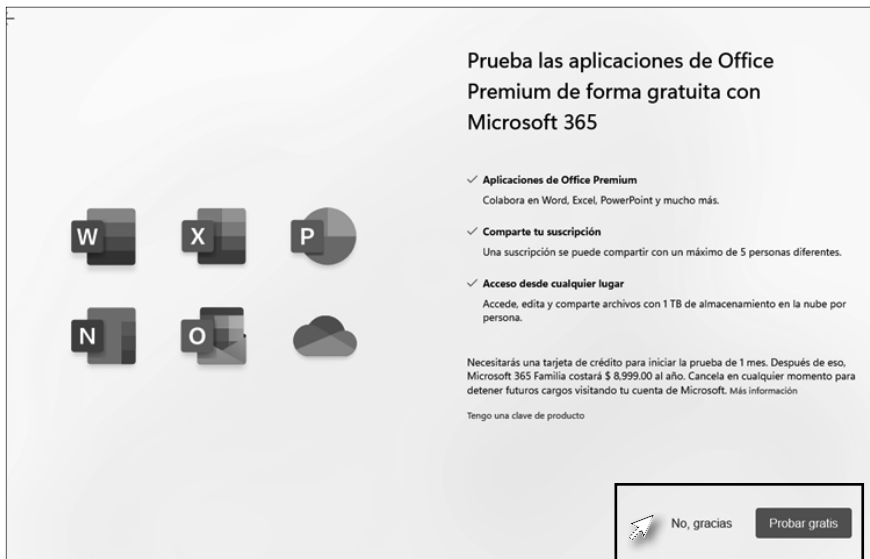 Prueba las aplicaciones de Office
Premium de forma gratuita con
Microsoft 365
Aplicaciones de Office Premium
Colabora en Word, Excel, PowerPoint y mucho más.
Comparte tu suscripción
Una suscripción se puede compartir con un máximo de 5 personas diferentes.
Acceso desde cualquier lugar
Accede, edita y comparte archivos con 1 TB de almacenamiento en la nube por
persona.
W X P
N O
Necesitarás una tarjeta de crédito para iniciar la prueba de 1 mes. Después de eso,
Microsoft 365 Familia costará $ 8,999.00 al año. Cancela en cualquier momento para
detener futuros cargos visitando tu cuenta de Microsoft. Más información
Tengo una clave de producto
No, gracias Probar gratis